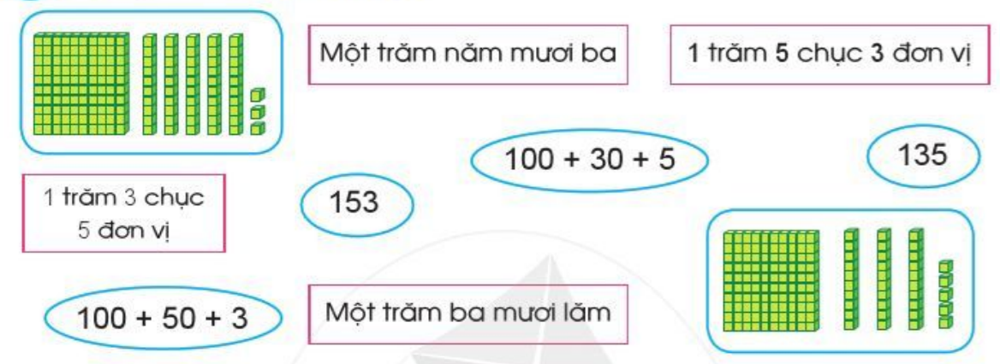 Một trăm năm mươi ba
1 trăm 5 chục 3 đơn vị
100 + 30 + 5
135
1 trăm 3 chục
5 đơn vị
153
100 + 50 + 3
Một trăm ba mươi lăm